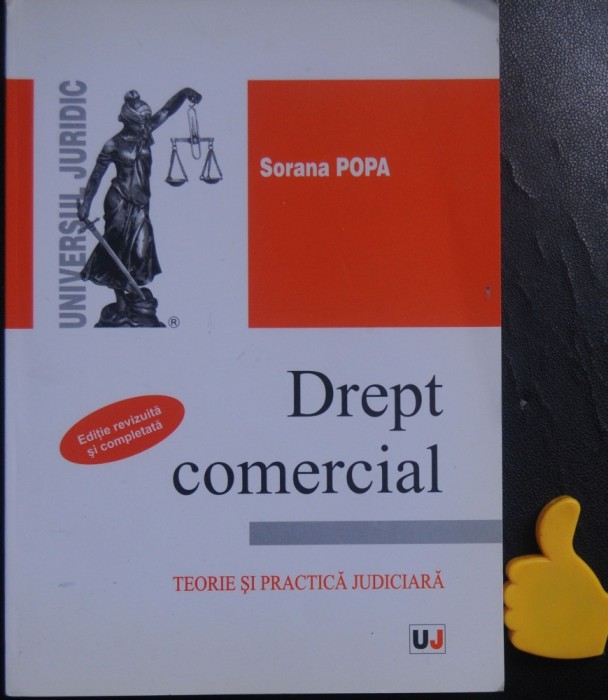 UNIVERSUL JURIDIC
®
Sorana POPA
Drept
comercial
Ediție revizuită
și completată
TEORIE ȘI PRACTICĂ JUDICIARĂ
UJ